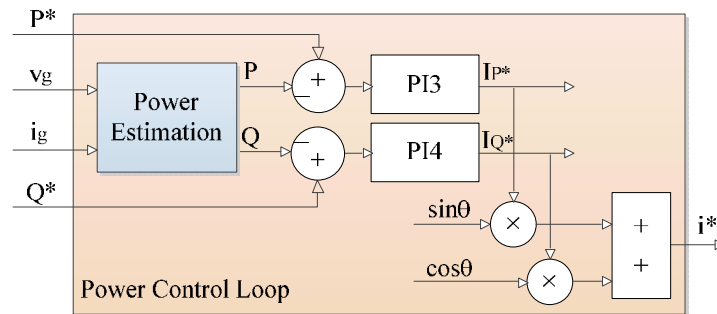 P*
vg
ig
Q*
Power
Estimation
P
Q
+
−
−
+
PI3
PI4
IP*
IQ*
sinθ
×
cosθ
×
+
+
i*
Power Control Loop